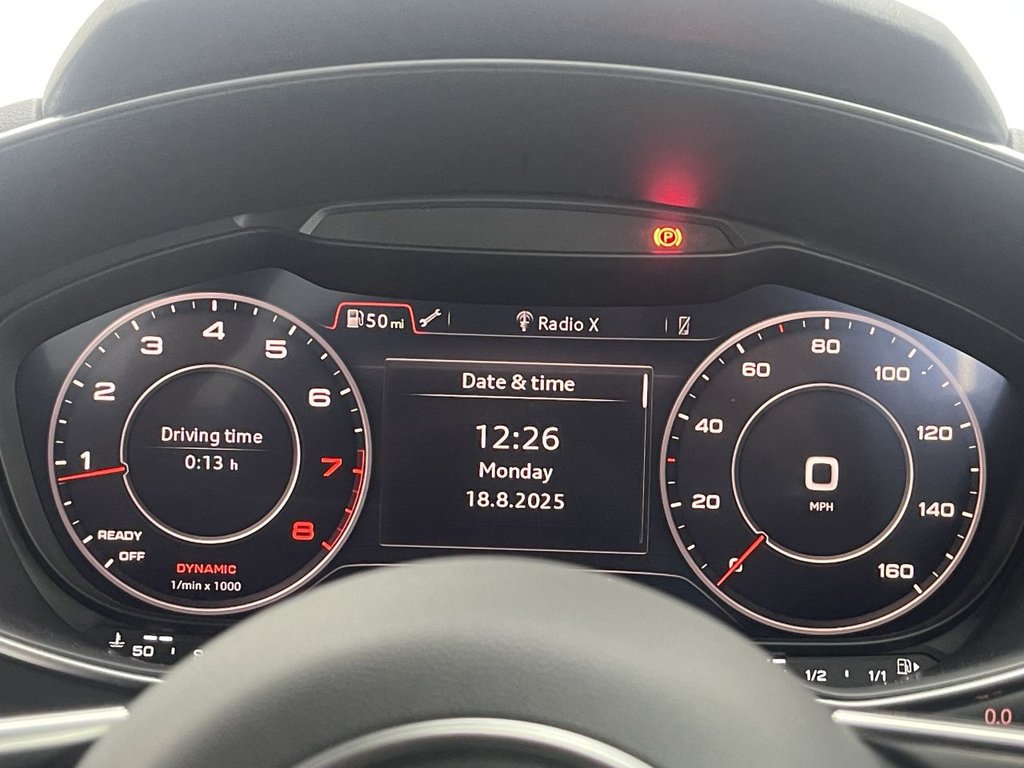 P
50 mi
Radio X
Date & time
12:26
Monday
18.8.2025
Driving time
0:13 h
1
2
3
4
5
6
7
8
READY
OFF
DYNAMIC
1/min x 1000
0
20
40
60
80
100
120
140
160
0
MPH
50
1/2
1/1
0.0